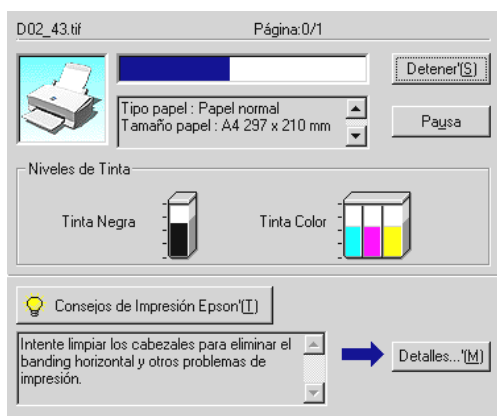 D02_43.tif Página:0/1
Detener'(S)
Tipo papel : Papel normal
Tamaño papel : A4 297 x 210 mm
Pausa
Niveles de Tinta
Tinta Negra Tinta Color
Consejos de Impresión Epson'(T)
Intente limpiar los cabezales para eliminar el
banding horizontal y otros problemas de
impresión.
Detalles...'(M)